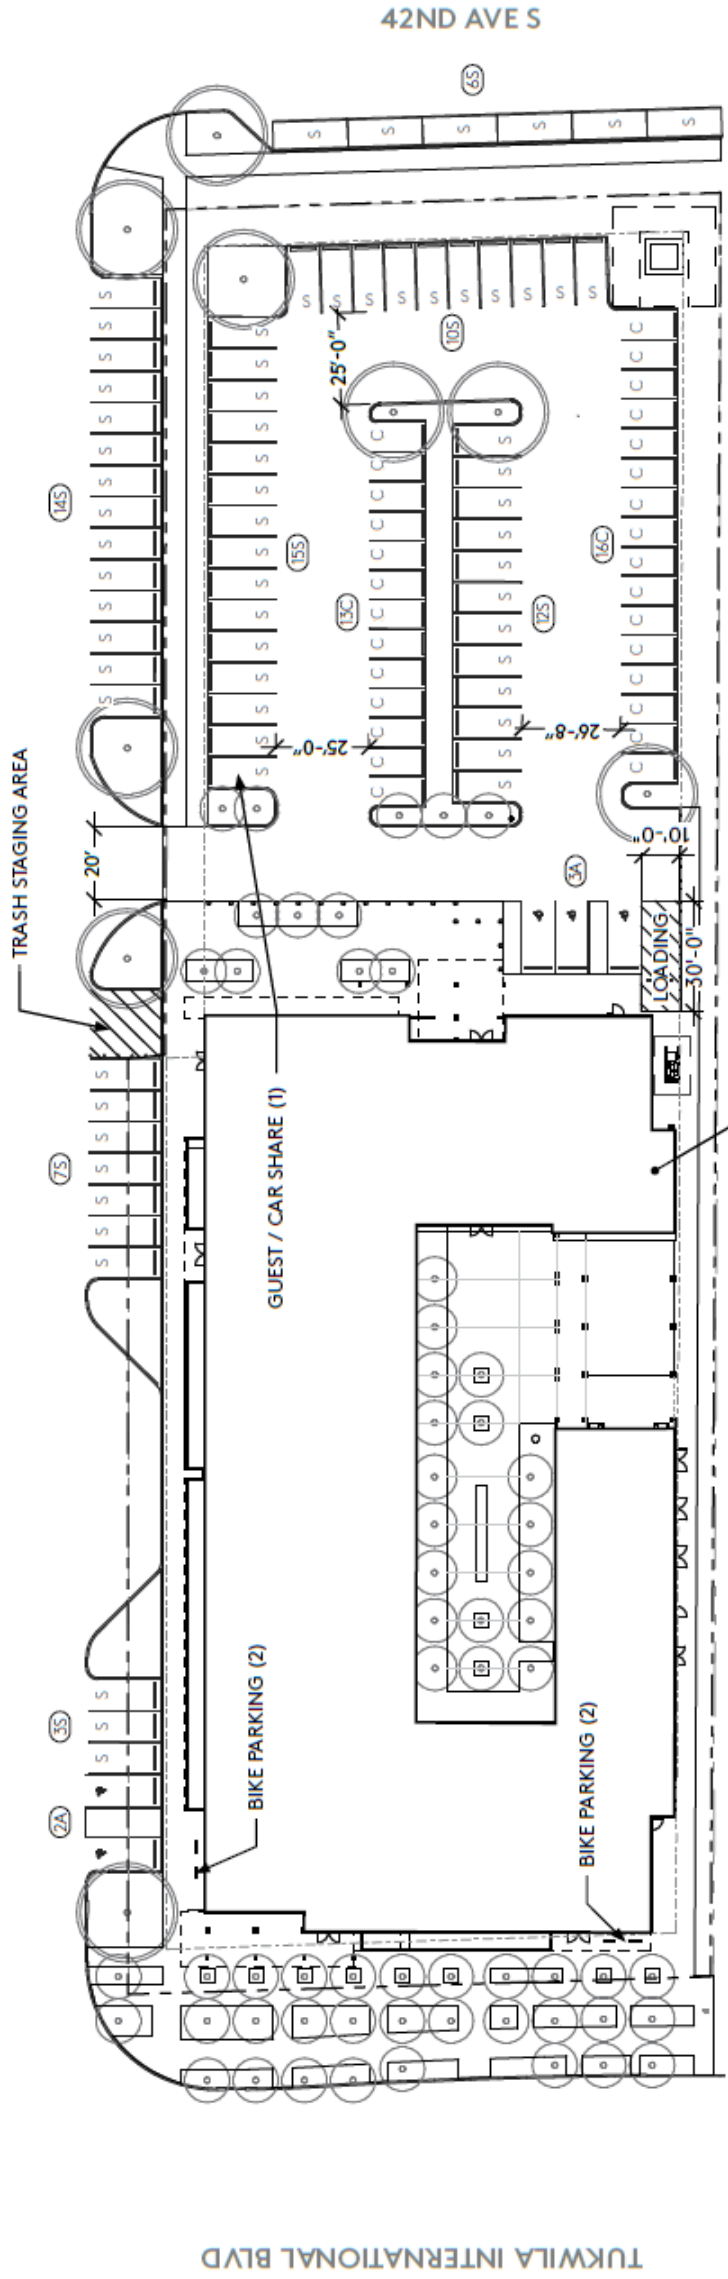 42ND AVE S
6S
S S S S S S
14S
S S S S S S S S S S S S S S
10S
S S S S S S S S S S
25'-0"
15S
S S S S S S S S S S S S S S S
13C
C C C C C C C C C C C C C
12S
S S S S S S S S S S S S
16C
C C C C C C C C C C C C C C C C
25'-0"
26'-8"
TRASH STAGING AREA
20'
3A
10'-0"
LOADING
30'-0"
7S
S S S S S S S
GUEST / CAR SHARE (1)
3S
S S S
2A
BIKE PARKING (2)
BIKE PARKING (2)
TUKWILA INTERNATIONAL BLVD